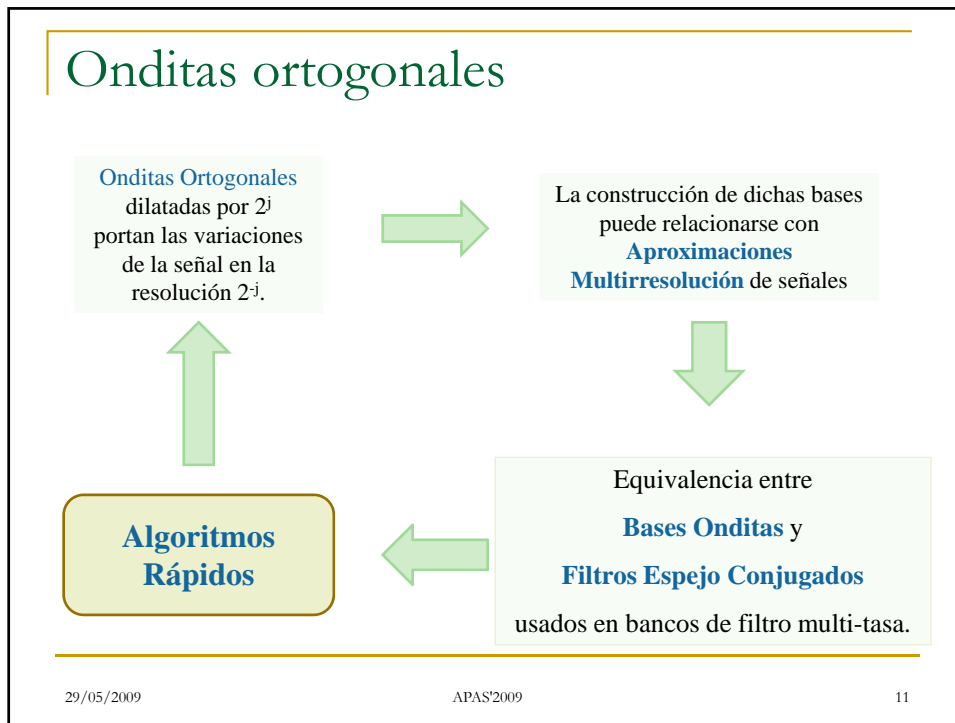 Onditas ortogonales
Onditas Ortogonales
dilatadas por 2^j
portan las variaciones
de la señal en la
resolución 2^-j.
La construcción de dichas bases
puede relacionarse con
Aproximaciones
Multirresolución de señales
Equivalencia entre
Bases Onditas y
Filtros Espejo Conjugados
usados en bancos de filtro multi-tasa.
Algoritmos
Rápidos
29/05/2009
APAS'2009
11